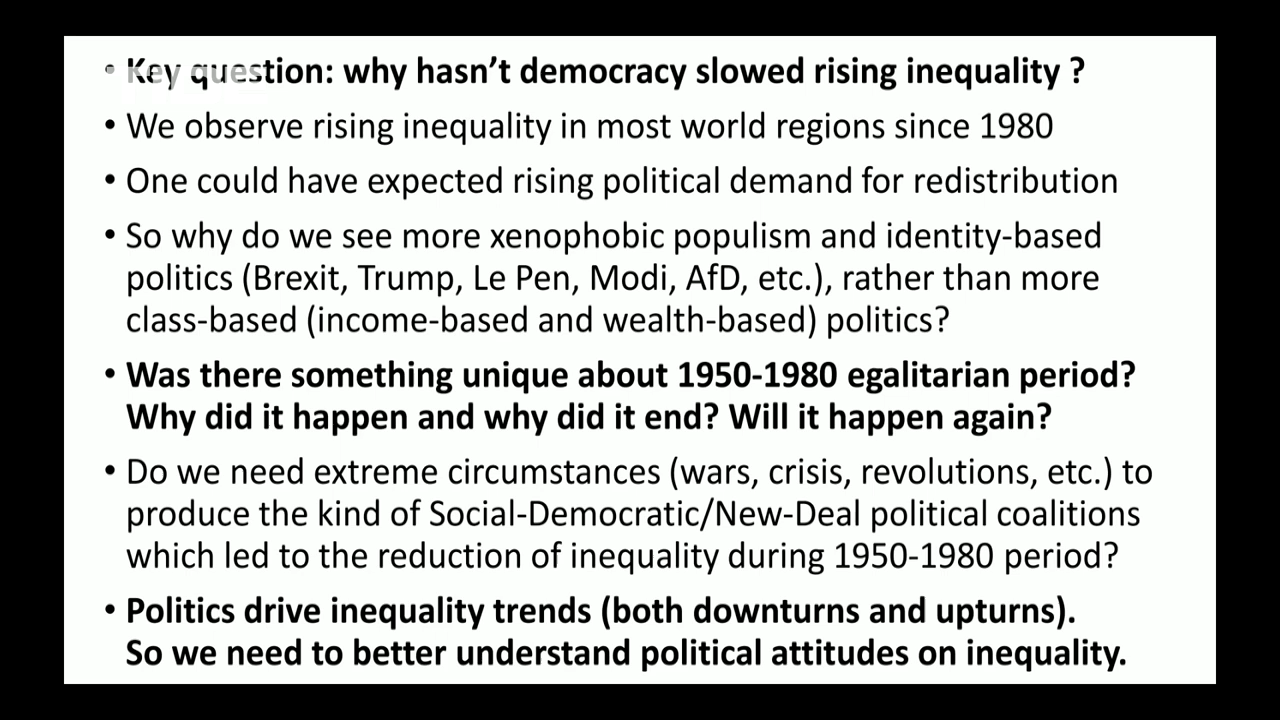 • Key question: why hasn't democracy slowed rising inequality ?
• We observe rising inequality in most world regions since 1980
• One could have expected rising political demand for redistribution
• So why do we see more xenophobic populism and identity-based
politics (Brexit, Trump, Le Pen, Modi, AfD, etc.), rather than more
class-based (income-based and wealth-based) politics?
• Was there something unique about 1950-1980 egalitarian period?
Why did it happen and why did it end? Will it happen again?
• Do we need extreme circumstances (wars, crisis, revolutions, etc.) to
produce the kind of Social-Democratic/New-Deal political coalitions
which led to the reduction of inequality during 1950-1980 period?
• Politics drive inequality trends (both downturns and upturns).
So we need to better understand political attitudes on inequality.